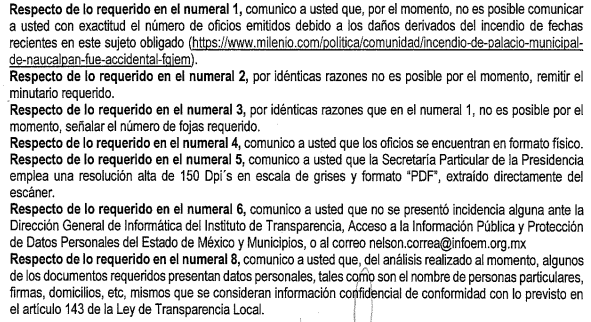 Respecto de lo requerido en el numeral 1, comunico a usted que, por el momento, no es posible comunicar
a usted con exactitud el número de oficios emitidos debido a los daños derivados del incendio de fechas
recientes en este sujeto obligado (https://www.milenio.com/politica/comunidad/incendio-de-palacio-municipal-
de-naucalpan-fue-accidental-fgjem).
Respecto de lo requerido en el numeral 2, por idénticas razones no es posible por el momento, remitir el
minutario requerido.
Respecto de lo requerido en el numeral 3, por idénticas razones que en el numeral 1, no es posible por el
momento, señalar el número de fojas requerido.
Respecto de lo requerido en el numeral 4, comunico a usted que los oficios se encuentran en formato físico.
Respecto de lo requerido en el numeral 5, comunico a usted que la Secretaría Particular de la Presidencia
emplea una resolución alta de 150 Dpi´s en escala de grises y formato "PDF", extraído directamente del
escáner.
Respecto de lo requerido en el numeral 6, comunico a usted que no se presentó incidencia alguna ante la
Dirección General de Informática del Instituto de Transparencia, Acceso a la Información Pública y Protección
de Datos Personales del Estado de México y Municipios, o al correo nelson.correa@infoem.org.mx
Respecto de lo requerido en el numeral 8, comunico a usted que, del análisis realizado al momento, algunos
de los documentos requeridos presentan datos personales, tales como son el nombre de personas particulares,
firmas, domicilios, etc, mismos que se consideran información confidencial de conformidad con lo previsto en
el artículo 143 de la Ley de Transparencia Local.